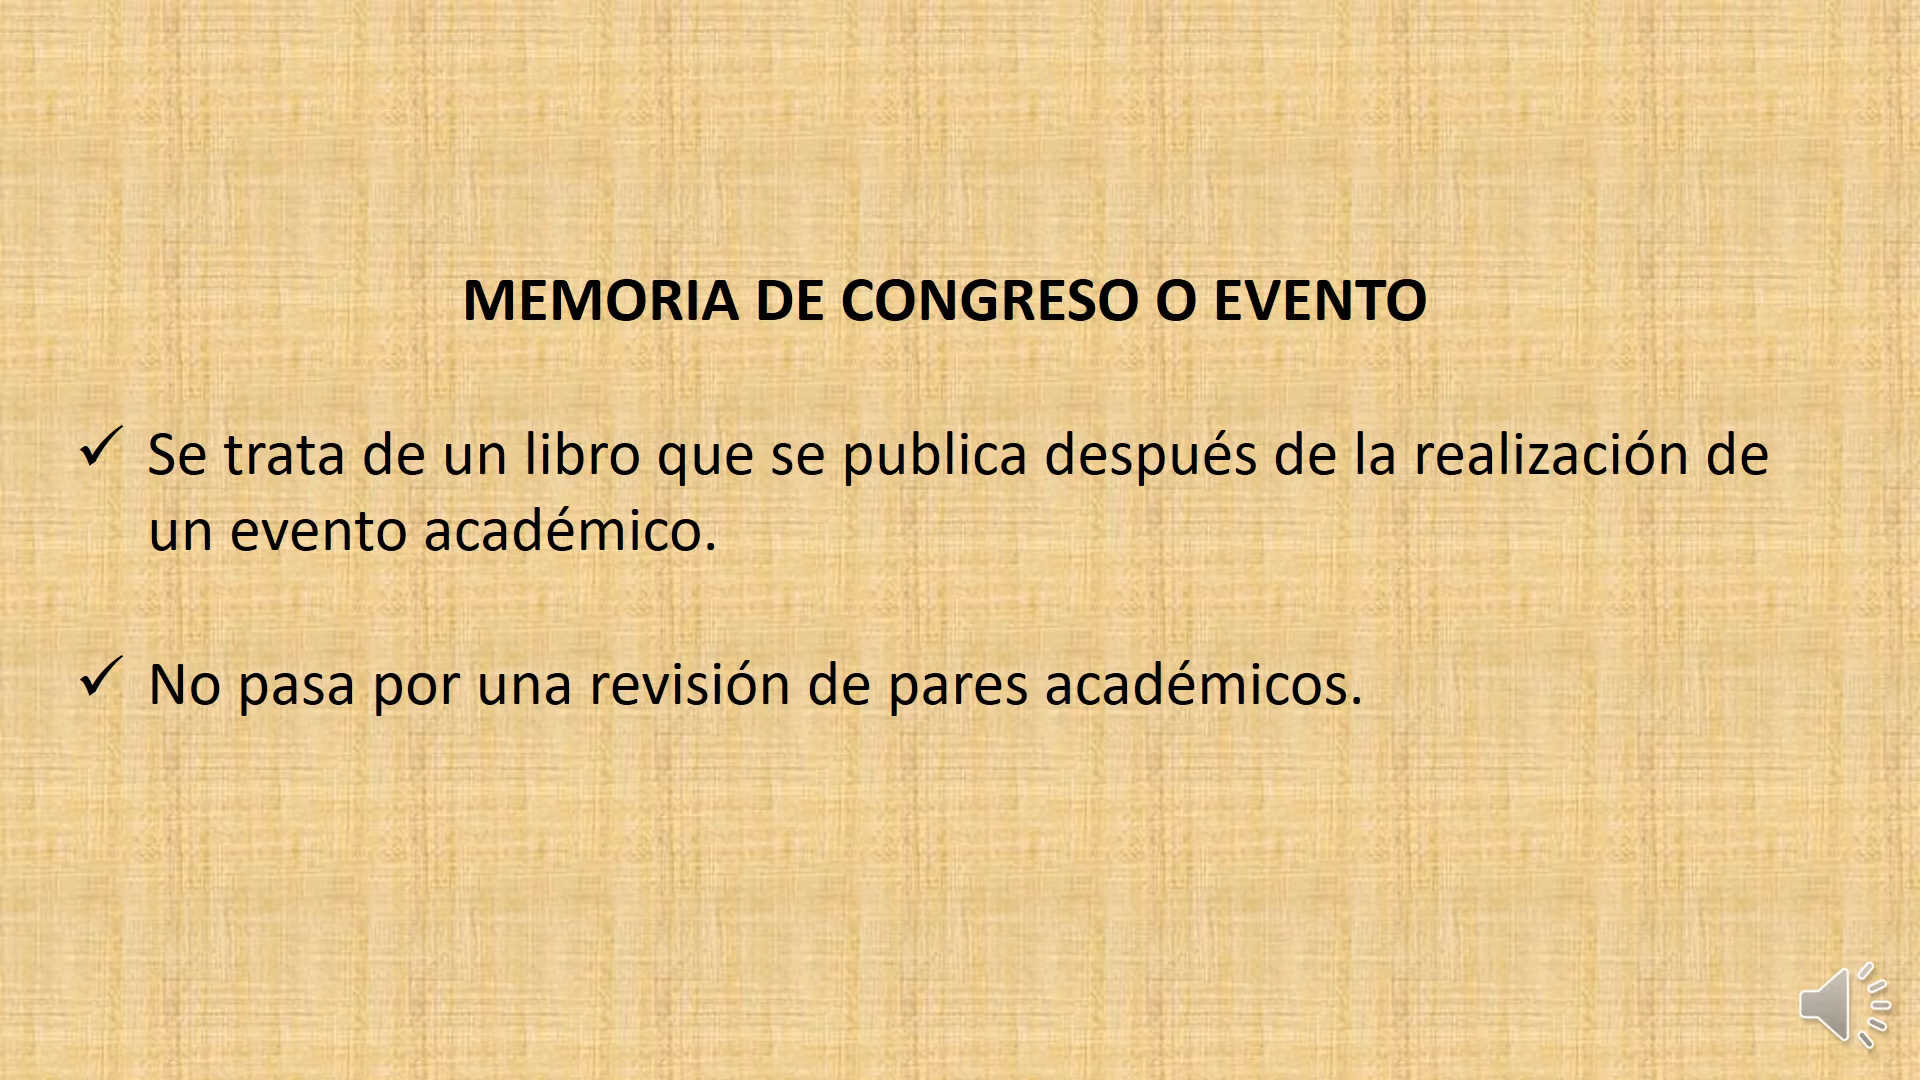 MEMORIA DE CONGRESO O EVENTO
✓ Se trata de un libro que se publica después de la realización de
un evento académico.
✓ No pasa por una revisión de pares académicos.